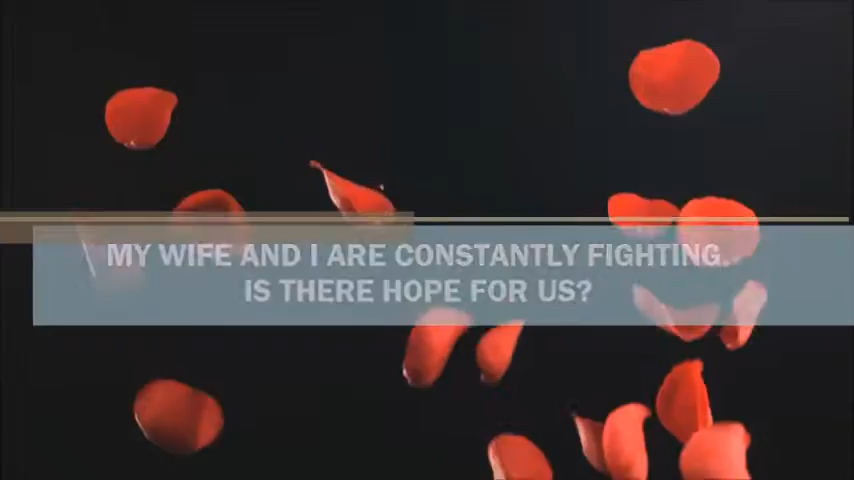 MY WIFE AND I ARE CONSTANTLY FIGHTING.
IS THERE HOPE FOR US?